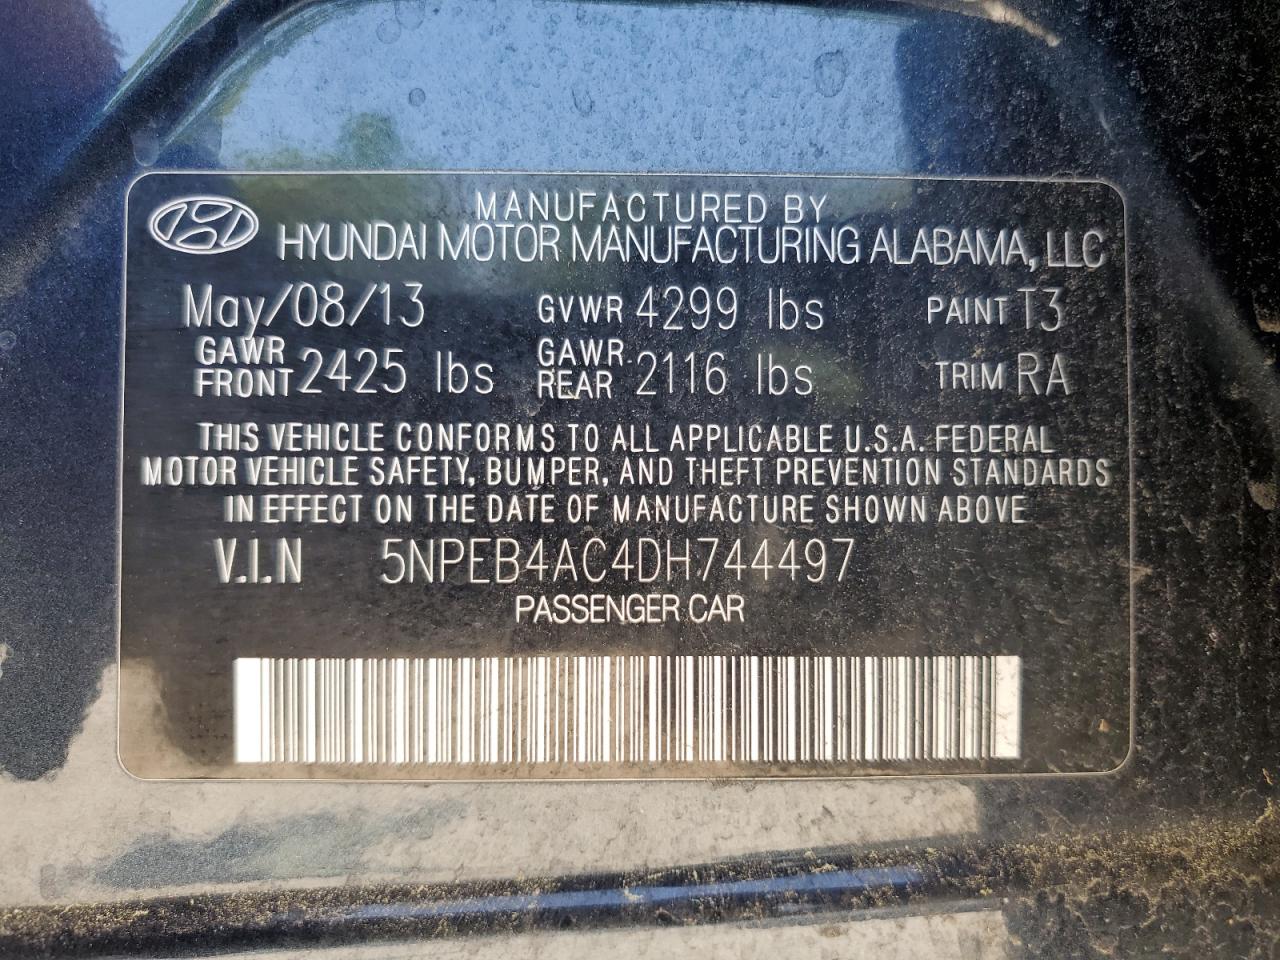 MANUFACTURED BY
HYUNDAI MOTOR MANUFACTURING ALABAMA, LLC
May/08/13 GVWR 4299 lbs PAINT T3
GAWR FRONT 2425 lbs GAWR REAR 2116 lbs TRIM RA
THIS VEHICLE CONFORMS TO ALL APPLICABLE U.S.A. FEDERAL
MOTOR VEHICLE SAFETY, BUMPER, AND THEFT PREVENTION STANDARDS
IN EFFECT ON THE DATE OF MANUFACTURE SHOWN ABOVE
V.I.N 5NPEB4AC4DH744497
PASSENGER CAR